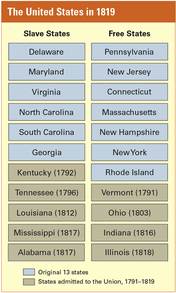 The United States in 1819
Slave States Free States
Delaware Pennsylvania
Maryland New Jersey
Virginia Connecticut
North Carolina Massachusetts
South Carolina New Hampshire
Georgia New York
Kentucky (1792) Rhode Island
Tennessee (1796) Vermont (1791)
Louisiana (1812) Ohio (1803)
Mississippi (1817) Indiana (1816)
Alabama (1817) Illinois (1818)
Original 13 states
States admitted to the Union, 1791–1819